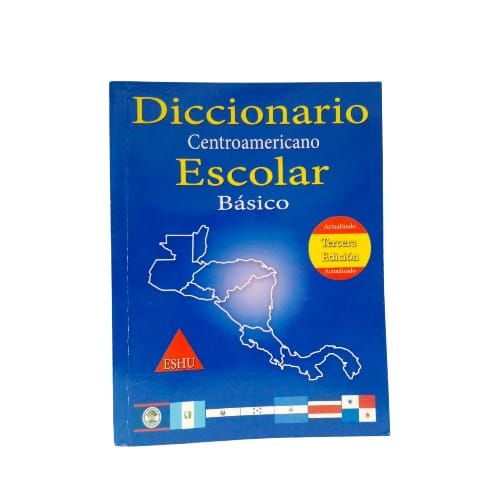 Diccionario
Centroamericano
Escolar
Básico
Actualizado
Tercera
Edición
Actualizado
ESHU